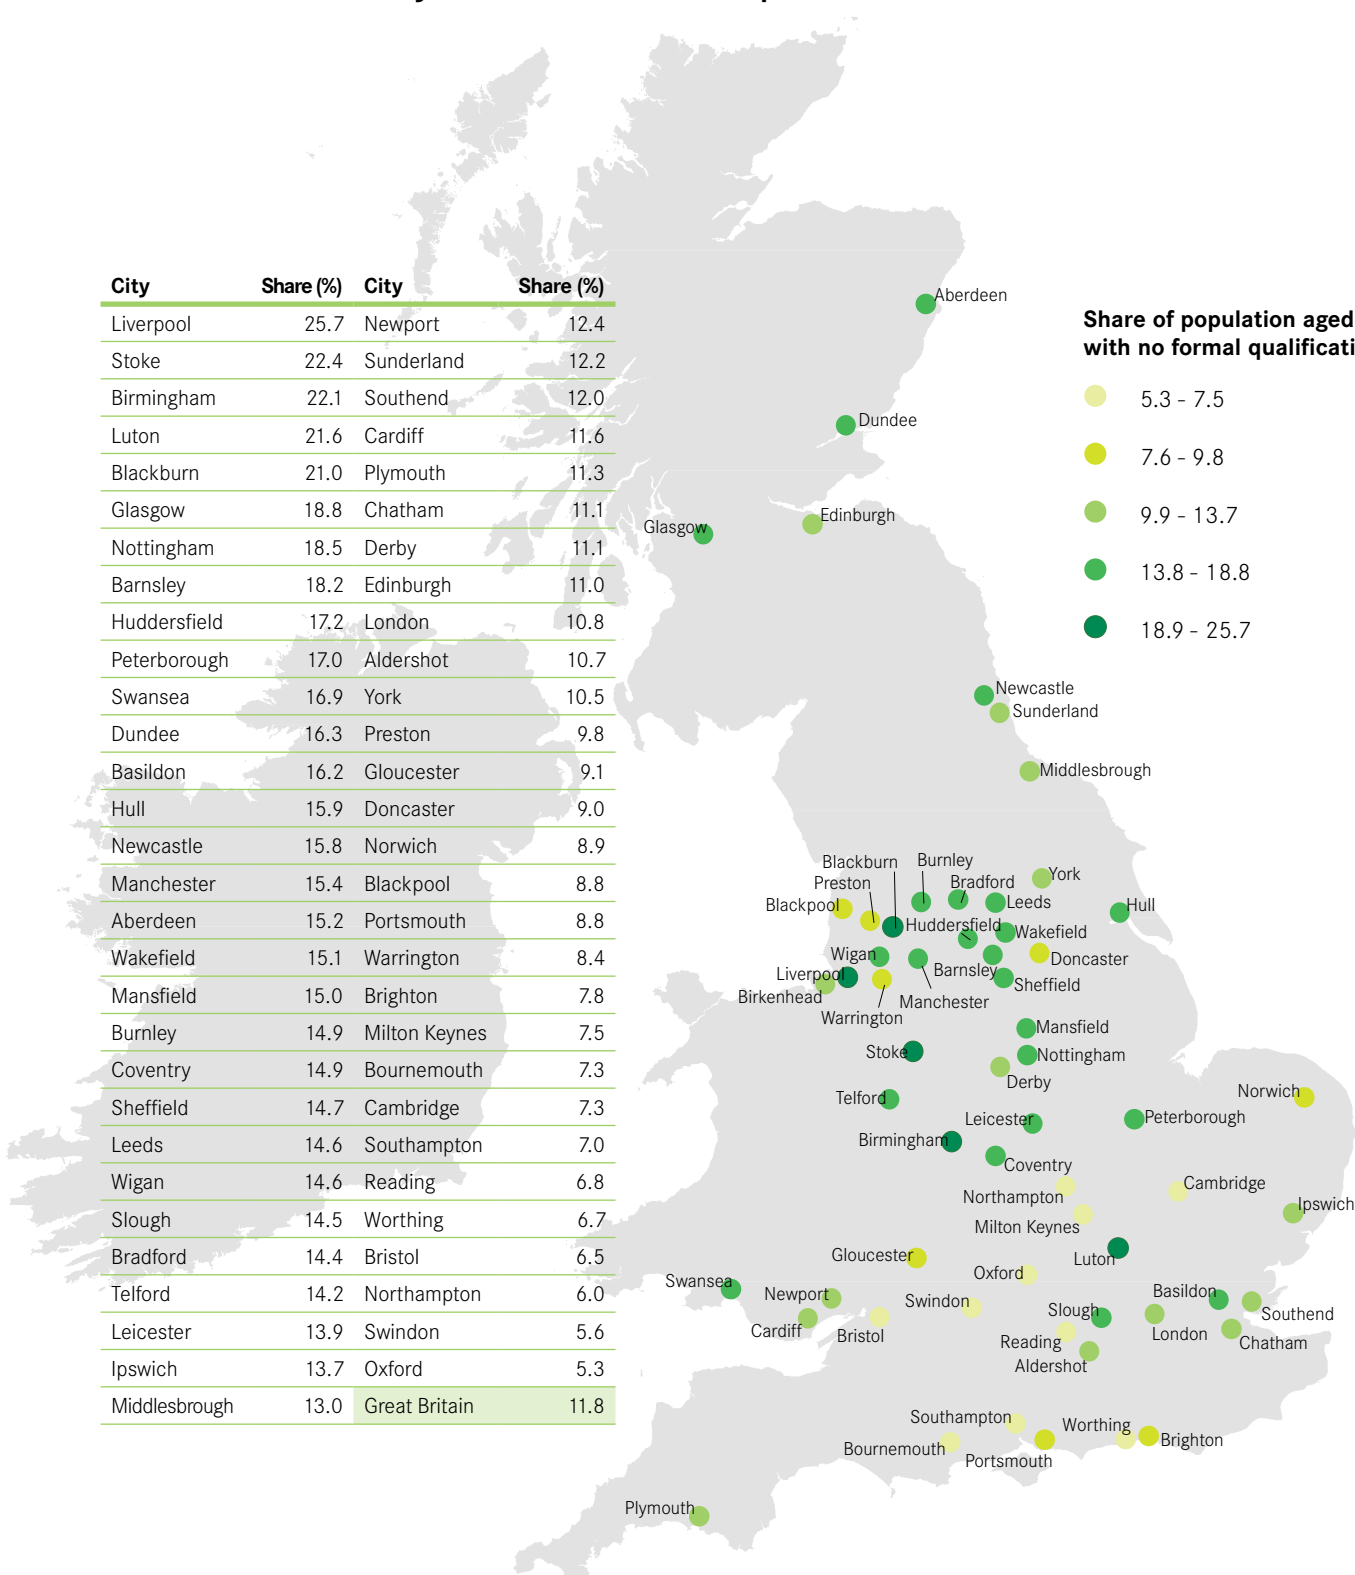 City Share (%) City Share (%)
Liverpool 25.7 Newport 12.4
Stoke 22.4 Sunderland 12.2
Birmingham 22.1 Southend 12.0
Luton 21.6 Cardiff 11.6
Blackburn 21.0 Plymouth 11.3
Glasgow 18.8 Chatham 11.1
Nottingham 18.5 Derby 11.1
Barnsley 18.2 Edinburgh 11.0
Huddersfield 17.2 London 10.8
Peterborough 17.0 Aldershot 10.7
Swansea 16.9 York 10.5
Dundee 16.3 Preston 9.8
Basildon 16.2 Gloucester 9.1
Hull 15.9 Doncaster 9.0
Newcastle 15.8 Norwich 8.9
Manchester 15.4 Blackpool 8.8
Aberdeen 15.2 Portsmouth 8.8
Wakefield 15.1 Warrington 8.4
Mansfield 15.0 Brighton 7.8
Burnley 14.9 Milton Keynes 7.5
Coventry 14.9 Bournemouth 7.3
Sheffield 14.7 Cambridge 7.3
Leeds 14.6 Southampton 7.0
Wigan 14.6 Reading 6.8
Slough 14.5 Worthing 6.7
Bradford 14.4 Bristol 6.5
Telford 14.2 Northampton 6.0
Leicester 13.9 Swindon 5.6
Ipswich 13.7 Oxford 5.3
Middlesbrough 13.0 Great Britain 11.8
Share of population aged
with no formal qualificati
5.3 - 7.5
7.6 - 9.8
9.9 - 13.7
13.8 - 18.8
18.9 - 25.7
Aberdeen
Dundee
Edinburgh
Glasgow
Newcastle
Sunderland
Middlesbrough
Blackburn
Burnley
Preston
Bradford
York
Blackpool
Leeds
Hull
Huddersfield
Wakefield
Wigan
Doncaster
Liverpool
Barnsley
Sheffield
Birkenhead
Manchester
Warrington
Mansfield
Stoke
Nottingham
Derby
Norwich
Telford
Leicester
Peterborough
Birmingham
Coventry
Cambridge
Northampton
Ipswich
Milton Keynes
Gloucester
Luton
Oxford
Swansea
Newport
Basildon
Swindon
Slough
Southend
Cardiff
Bristol
London
Reading
Chatham
Aldershot
Southampton
Worthing
Brighton
Bournemouth
Portsmouth
Plymouth